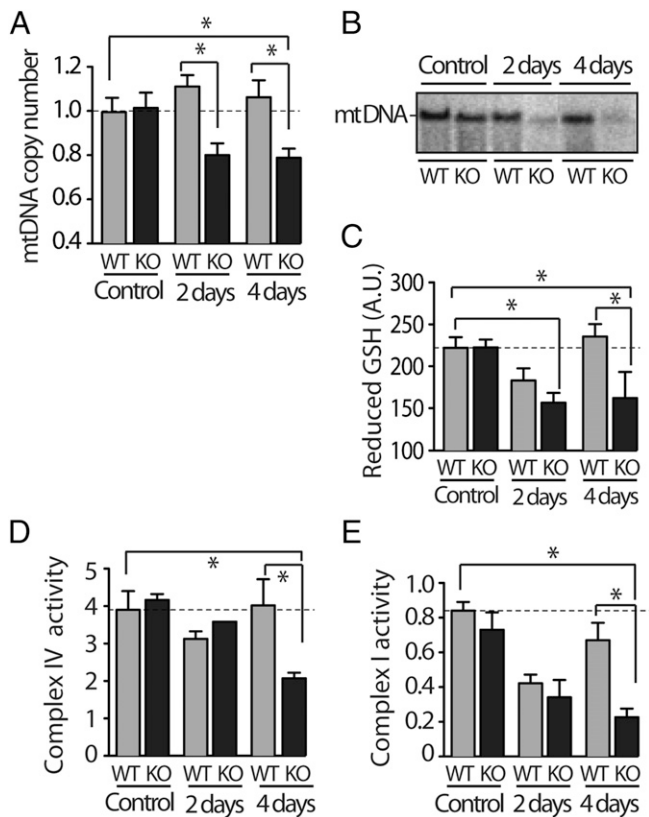 A
mtDNA copy number
1.2
1.0
0.8
0.6
0.4
* * *
WT KO WT KO WT KO
Control 2 days 4 days
B
Control 2 days 4 days
mtDNA-
WT KO WT KO WT KO
C
Reduced GSH (A.U.)
300
250
200
150
100
* * *
WT KO WT KO WT KO
Control 2 days 4 days
D
Complex IV activity
5
4
3
2
1
0
* *
WT KO WT KO WT KO
Control 2 days 4 days
E
Complex I activity
1.0
0.8
0.6
0.4
0.2
0
* *
WT KO WT KO WT KO
Control 2 days 4 days